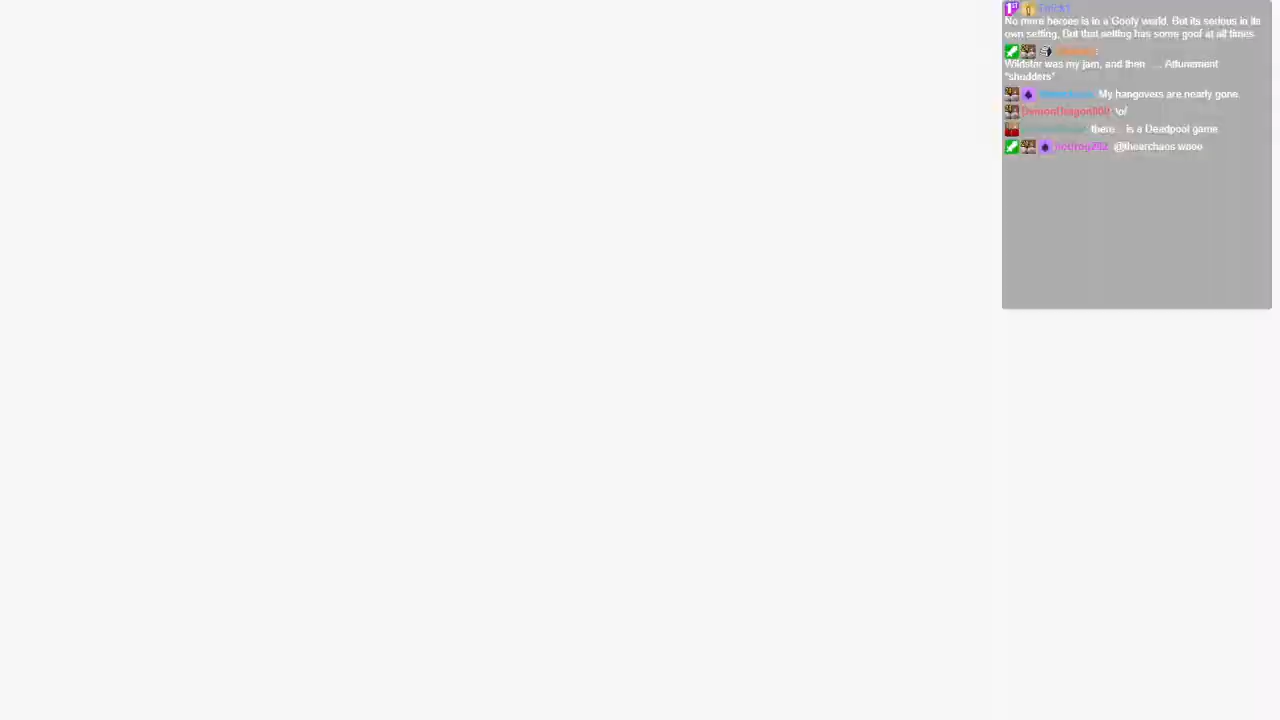 No more heroes is in a Goofy world. But its serious in its
own setting. But that setting has some goof at all times
:
Wildstar was my jam, and then ... Attunement
*shudders*
My hangovers are nearly gone.
DemonDragon000: \o/
there... is a Deadpool game
@thearchaos wooo